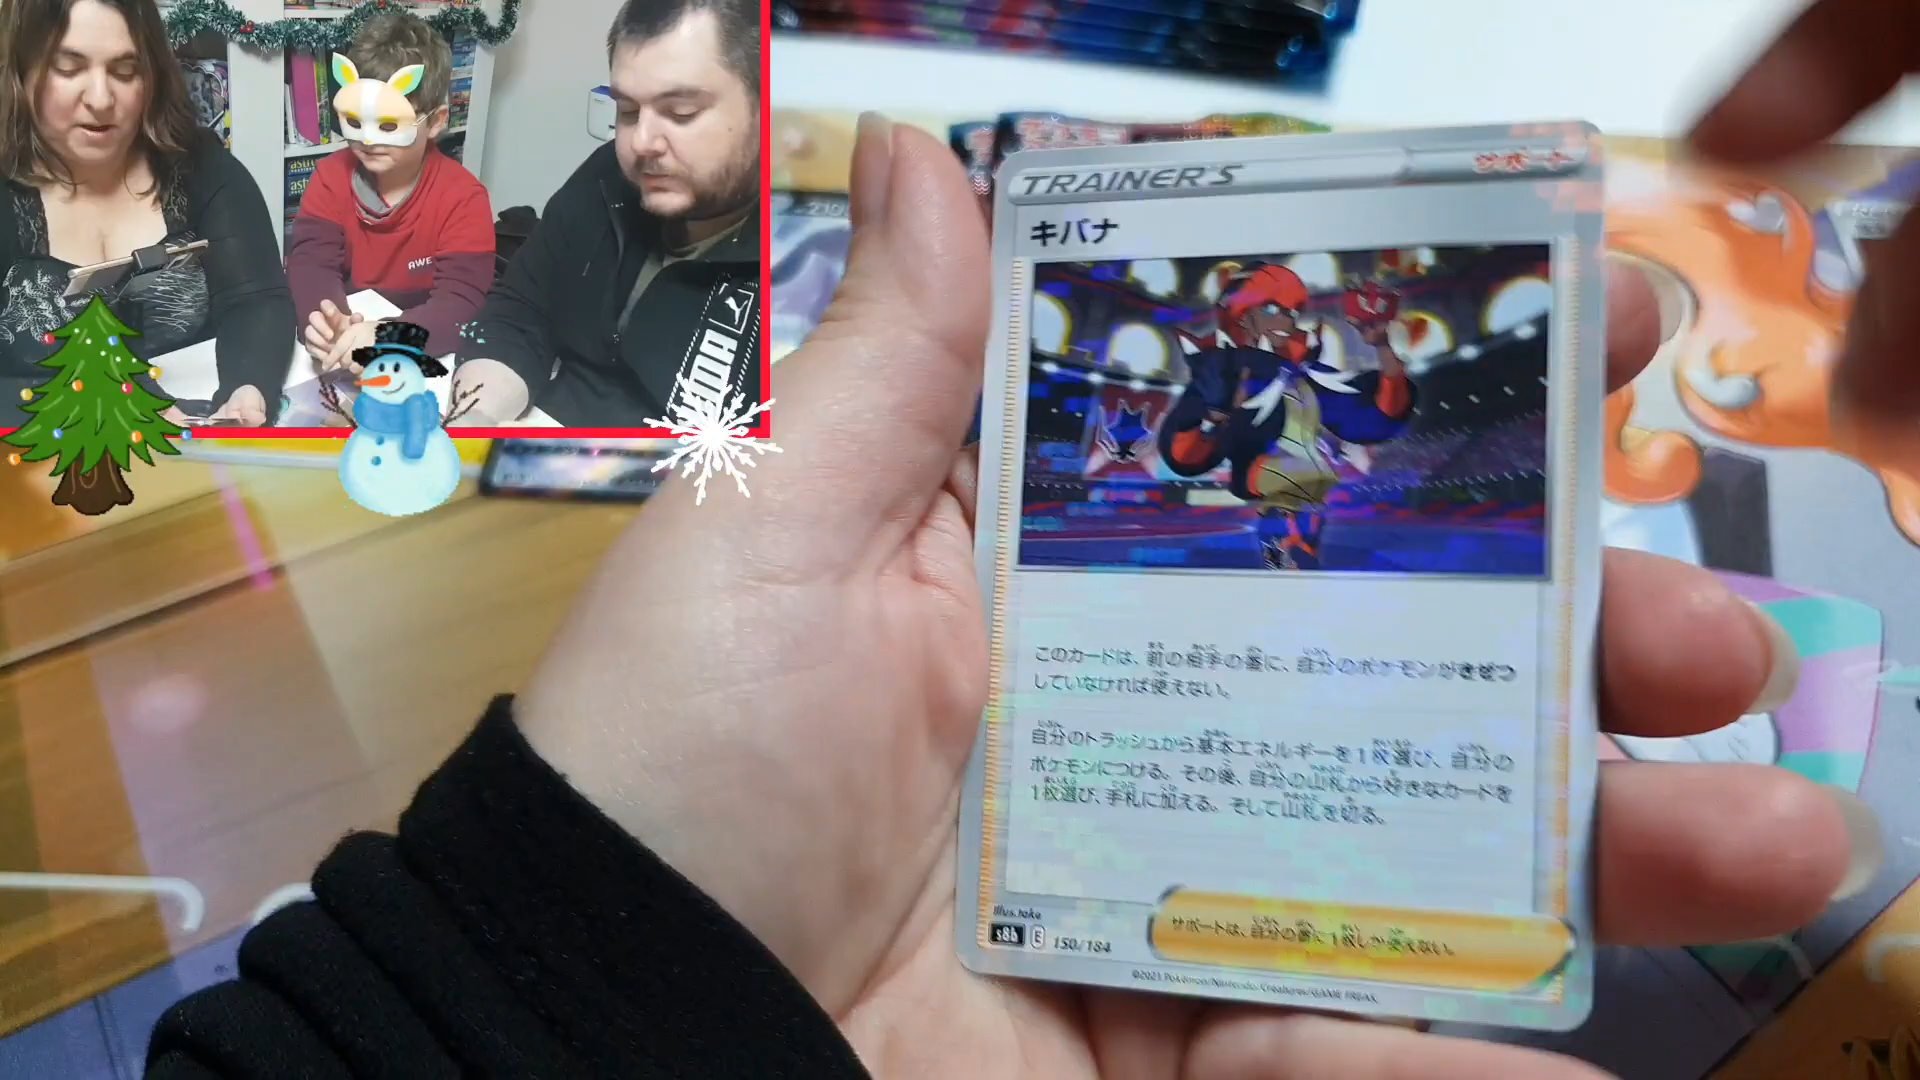 AWE
PUMA
TRAINER'S
サポート
キバナ
このカードは、前の相手の番に、自分のポケモンがきぜつ
していなければ使えない。
自分のトラッシュから基本エネルギーを1枚選び、自分の
ポケモンにつける。その後、自分の山札から好きなカードを
1枚選び、手札に加える。そして山札を切る。
Illus. take
s8b E 150/184
サポートは、自分の番に1枚しか使えない。
©2021 Pokémon/Nintendo/Creatures/GAME FREAK.